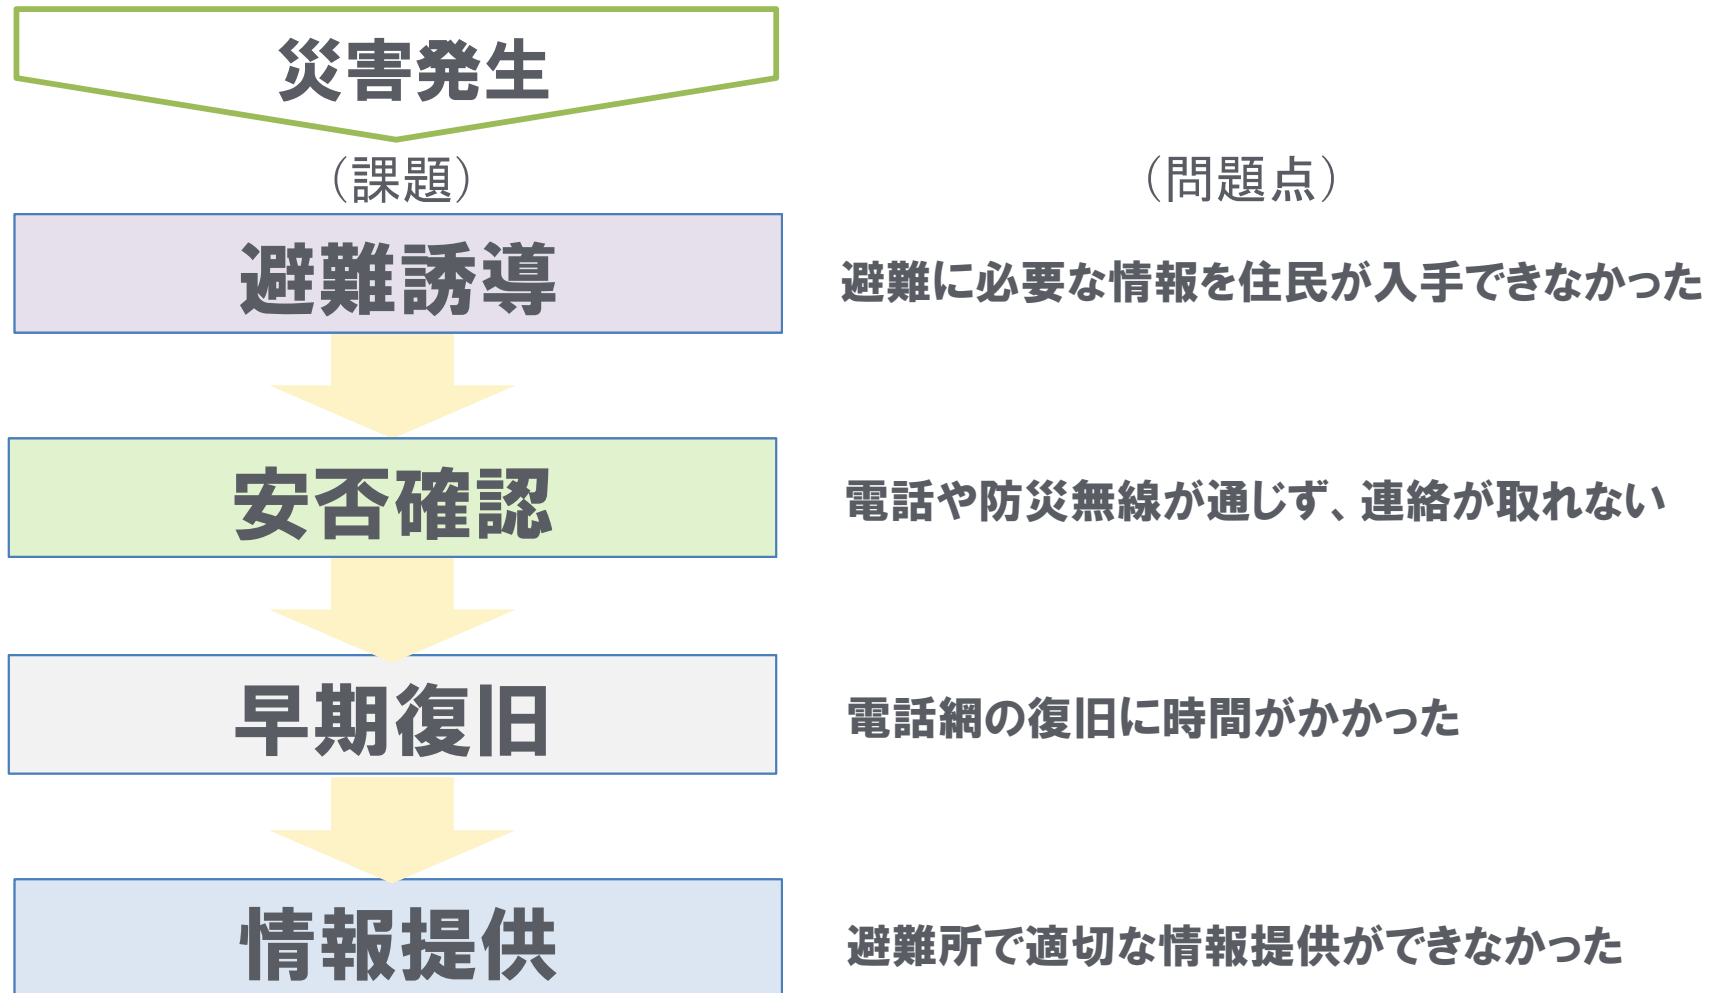 災害発生
（課題）
（問題点）
避難誘導
避難に必要な情報を住民が入手できなかった
安否確認
電話や防災無線が通じず、連絡が取れない
早期復旧
電話網の復旧に時間がかかった
情報提供
避難所で適切な情報提供ができなかった